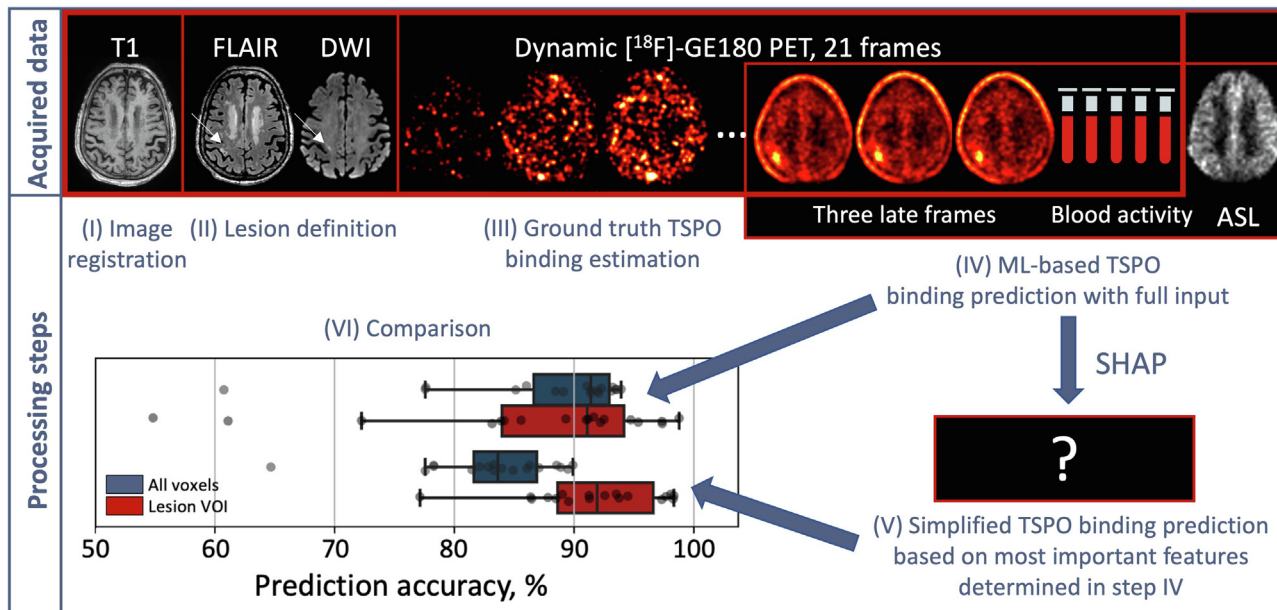 Acquired data
T1
FLAIR
DWI
Dynamic [¹⁸F]-GE180 PET, 21 frames
...
Three late frames
Blood activity
ASL
Processing steps
(I) Image
registration
(II) Lesion definition
(III) Ground truth TSPO
binding estimation
(IV) ML-based TSPO
binding prediction with full input
SHAP
?
(V) Simplified TSPO binding prediction
based on most important features
determined in step IV
(VI) Comparison
All voxels
Lesion VOI
50 60 70 80 90 100
Prediction accuracy, %